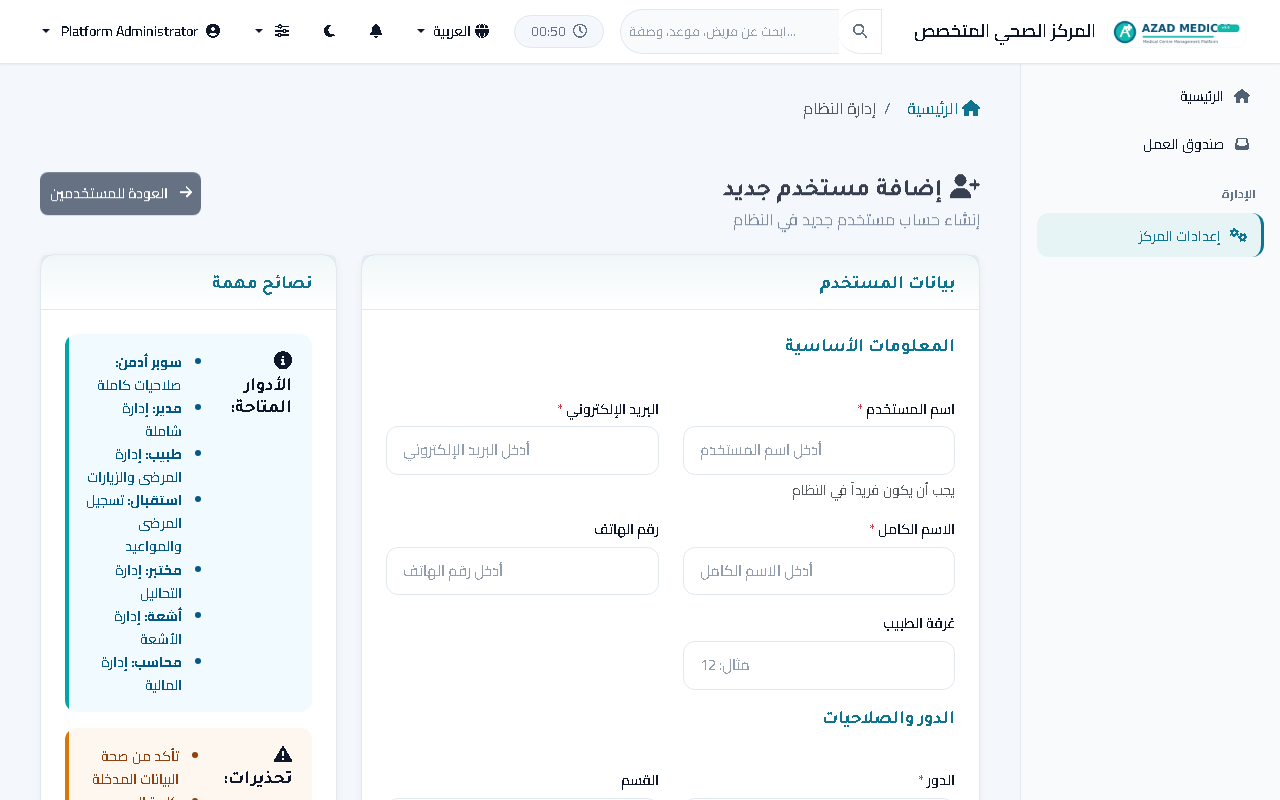 AZAD MEDIC
Medical Centre Management Platform
المركز الصحي المتخصص
ابحث عن مريض، موعد، وصفة...
00:50
العربية
Platform Administrator
الرئيسية
صندوق العمل
الإدارة
إعدادات المركز
الرئيسية / إدارة النظام
إضافة مستخدم جديد
إنشاء حساب مستخدم جديد في النظام
العودة للمستخدمين
بيانات المستخدم
المعلومات الأساسية
اسم المستخدم *
أدخل اسم المستخدم
يجب أن يكون فريداً في النظام
البريد الإلكتروني *
أدخل البريد الإلكتروني
الاسم الكامل *
أدخل الاسم الكامل
رقم الهاتف
أدخل رقم الهاتف
غرفة الطبيب
مثال: 12
الدور والصلاحيات
الدور *
القسم
نصائح مهمة
الأدوار
المتاحة:
سوبر أدمن:
صلاحيات كاملة
مدير: إدارة
شاملة
طبيب: إدارة
المرضى والزيارات
استقبال: تسجيل
المرضى
والمواعيد
مختبر: إدارة
التحاليل
أشعة: إدارة
الأشعة
محاسب: إدارة
المالية
تحذيرات:
تأكد من صحة
البيانات المدخلة